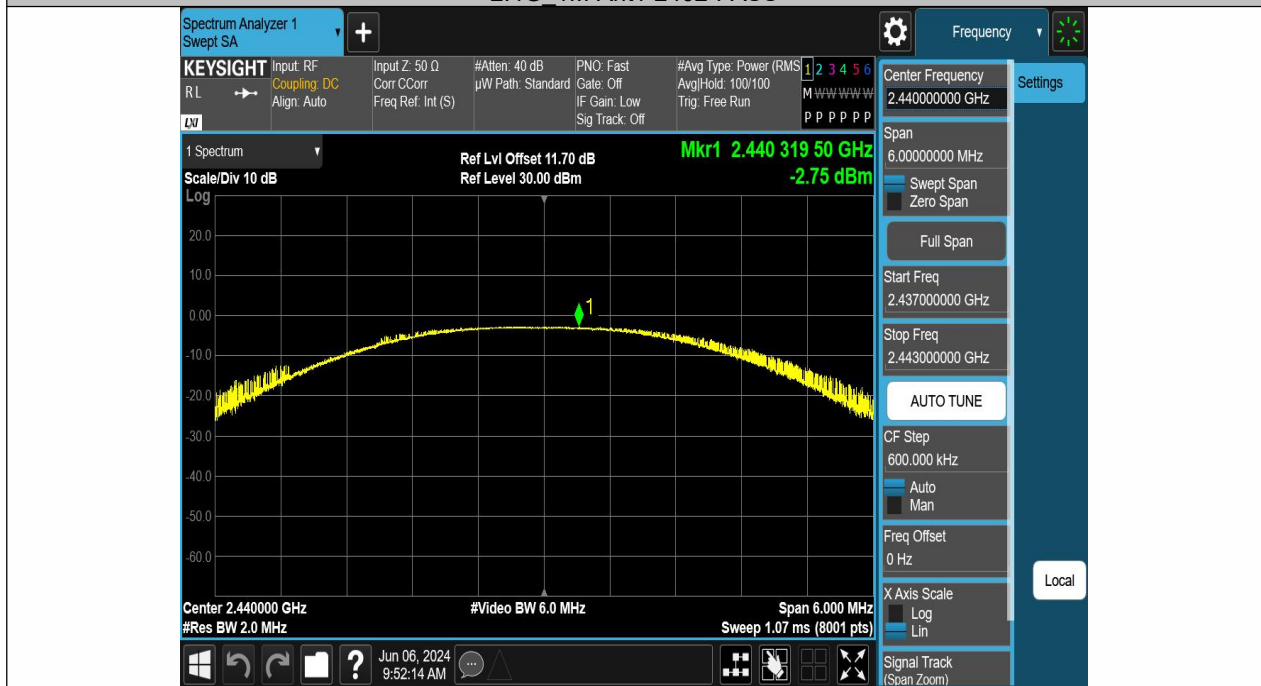 Spectrum Analyzer 1
Swept SA
+
Frequency
KEYSIGHT
RL
LXI
Input: RF
Coupling: DC
Align: Auto
Input Z: 50 Ω
Corr CCorr
Freq Ref: Int (S)
#Atten: 40 dB
µW Path: Standard
PNO: Fast
Gate: Off
IF Gain: Low
Sig Track: Off
#Avg Type: Power (RMS
Avg|Hold: 100/100
Trig: Free Run
1 2 3 4 5 6
M W W W W W
P P P P P P
Center Frequency
2.440000000 GHz
Settings
Span
6.00000000 MHz
Swept Span
Zero Span
Full Span
Start Freq
2.437000000 GHz
Stop Freq
2.443000000 GHz
AUTO TUNE
CF Step
600.000 kHz
Auto
Man
Freq Offset
0 Hz
X Axis Scale
Log
Lin
Signal Track
(Span Zoom)
Local
1 Spectrum
Scale/Div 10 dB
Log
Ref Lvl Offset 11.70 dB
Ref Level 30.00 dBm
Mkr1 2.440 319 50 GHz
-2.75 dBm
20.0
10.0
0.00
-10.0
-20.0
-30.0
-40.0
-50.0
-60.0
1
Center 2.440000 GHz
#Res BW 2.0 MHz
#Video BW 6.0 MHz
Span 6.000 MHz
Sweep 1.07 ms (8001 pts)
?
Jun 06, 2024
9:52:14 AM